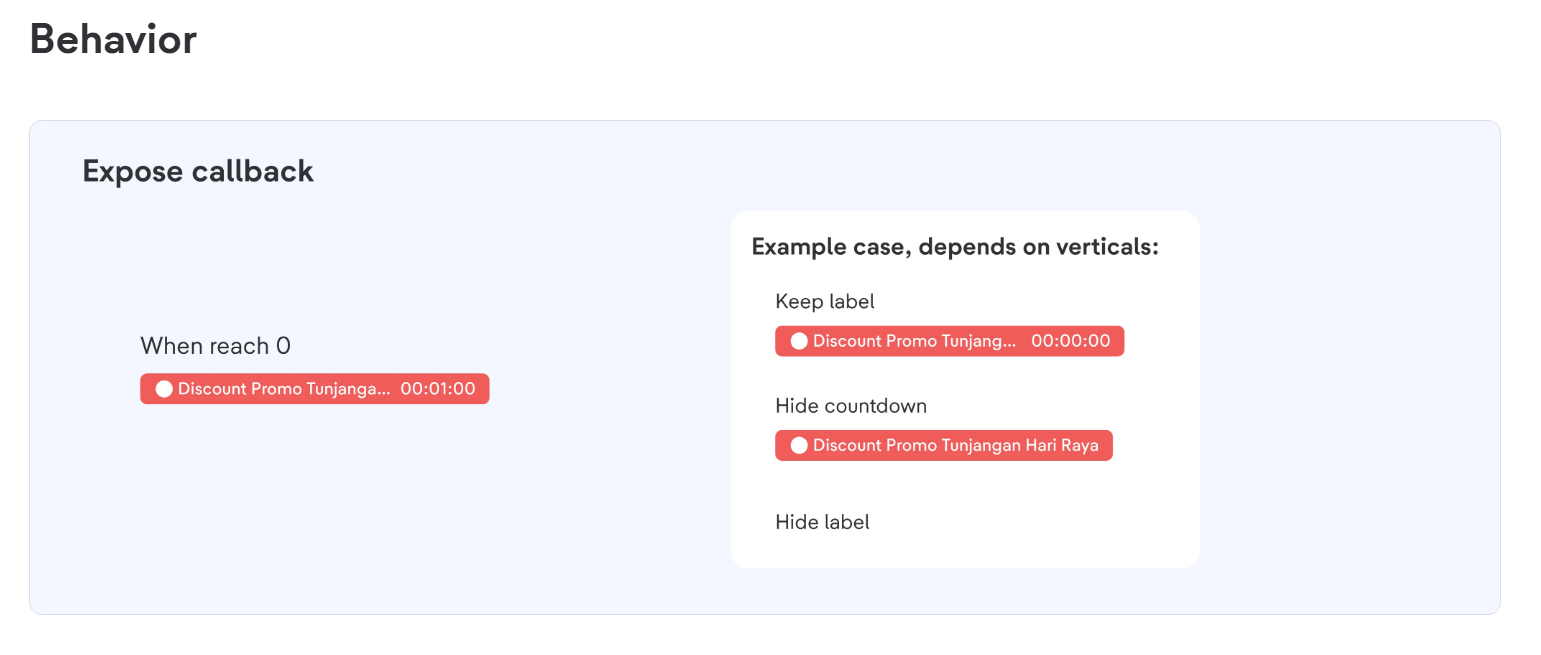 Behavior
Expose callback
When reach 0
Discount Promo Tunjanga... 00:01:00
Example case, depends on verticals:
Keep label
Discount Promo Tunjang... 00:00:00
Hide countdown
Discount Promo Tunjangan Hari Raya
Hide label